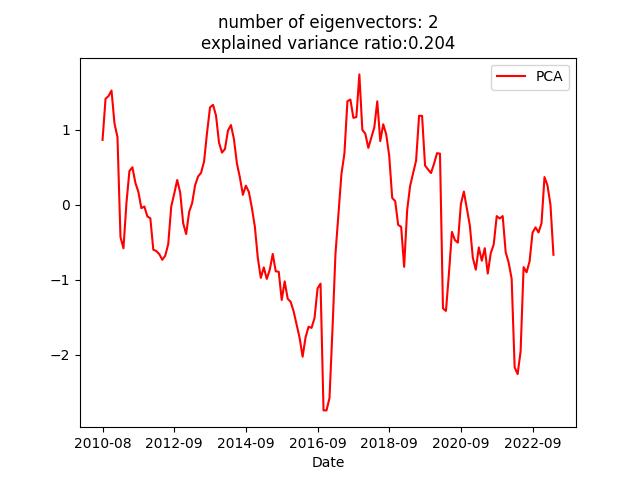 number of eigenvectors: 2
explained variance ratio:0.204
PCA
1
0
−1
−2
2010-08 2012-09 2014-09 2016-09 2018-09 2020-09 2022-09
Date